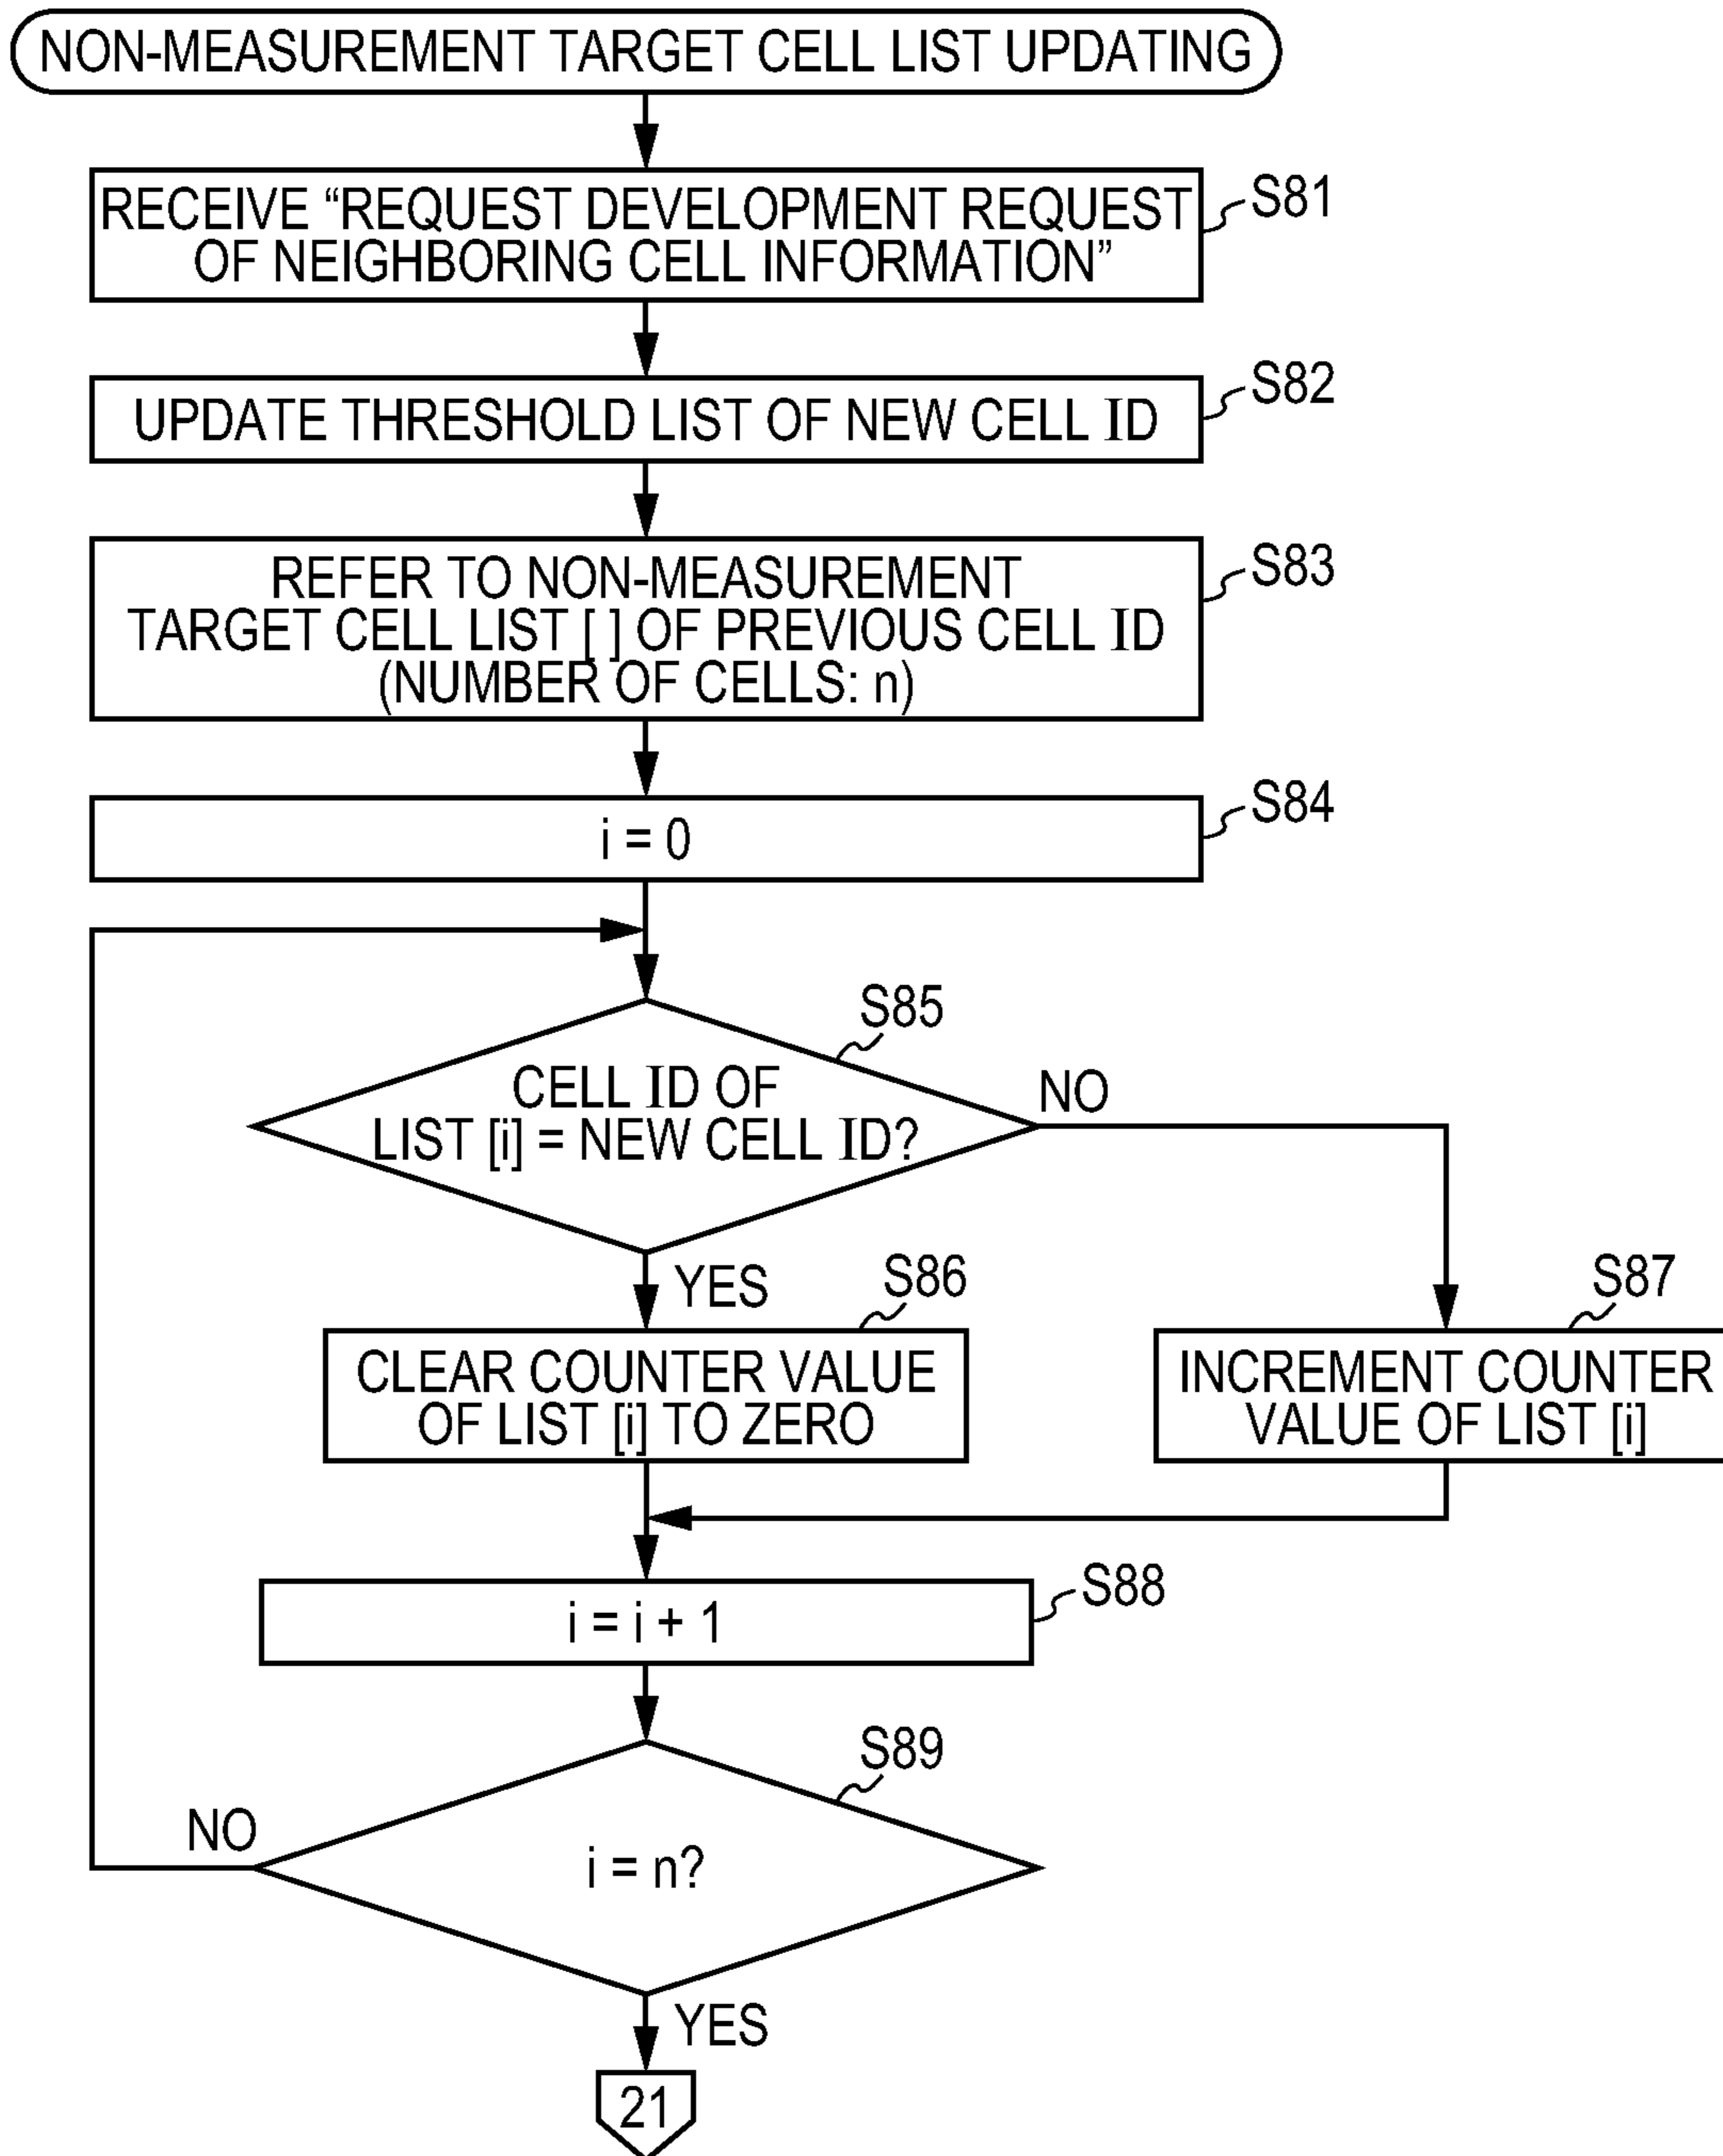 NON-MEASUREMENT TARGET CELL LIST UPDATING
RECEIVE “REQUEST DEVELOPMENT REQUEST
OF NEIGHBORING CELL INFORMATION”
S81
UPDATE THRESHOLD LIST OF NEW CELL ID
S82
REFER TO NON-MEASUREMENT
TARGET CELL LIST [ ] OF PREVIOUS CELL ID
(NUMBER OF CELLS: n)
S83
i = 0
S84
S85
CELL ID OF
LIST [i] = NEW CELL ID?
NO
YES
S86
CLEAR COUNTER VALUE
OF LIST [i] TO ZERO
S87
INCREMENT COUNTER
VALUE OF LIST [i]
i = i + 1
S88
S89
i = n?
NO
YES
21